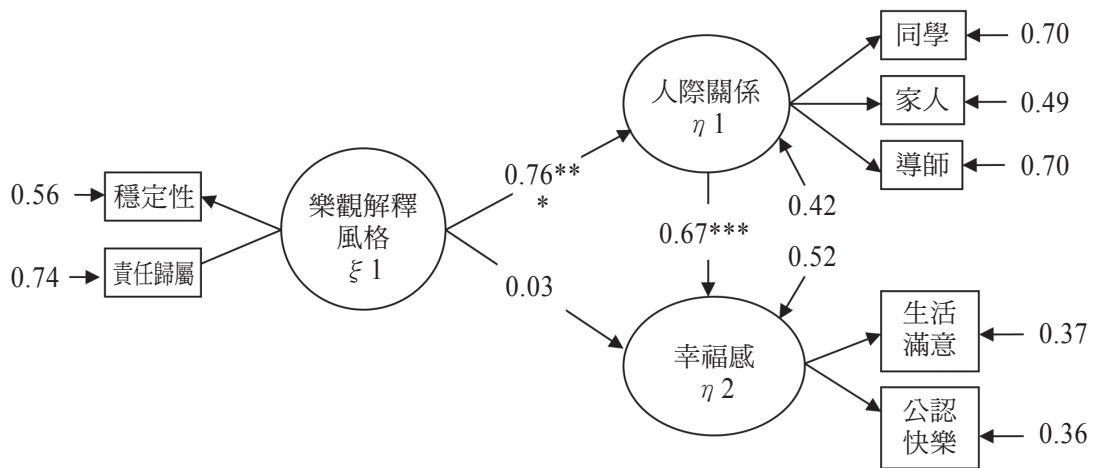 同學
0.70
人際關係
η 1
家人
0.49
導師
0.70
0.76**
*
0.42
0.56
穩定性
樂觀解釋
風格
ξ 1
0.67***
0.74
責任歸屬
0.52
0.03
生活
滿意
0.37
幸福感
η 2
公認
快樂
0.36